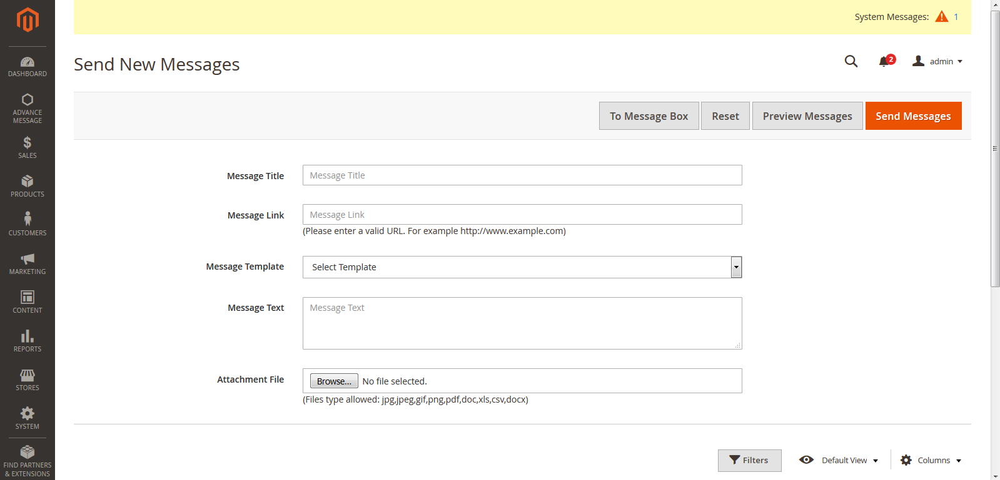 System Messages: 1
Send New Messages
2
admin
To Message Box
Reset
Preview Messages
Send Messages
DASHBOARD
ADVANCE
MESSAGE
SALES
PRODUCTS
CUSTOMERS
MARKETING
CONTENT
REPORTS
STORES
SYSTEM
FIND PARTNERS
& EXTENSIONS
Message Title
Message Title
Message Link
Message Link
(Please enter a valid URL. For example http://www.example.com)
Message Template
Select Template
Message Text
Message Text
Attachment File
Browse... No file selected.
(Files type allowed: jpg,jpeg,gif,png,pdf,doc,xls,csv,docx)
Filters
Default View
Columns